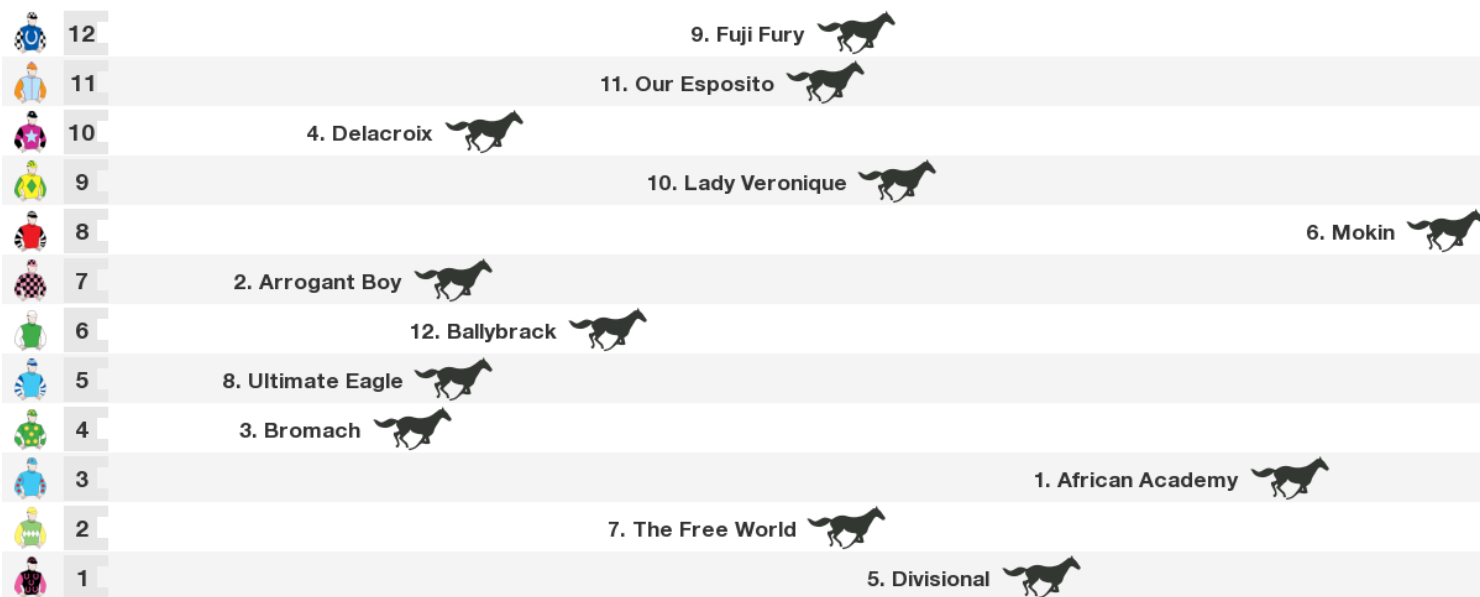 12 9. Fuji Fury
11 11. Our Esposito
10 4. Delacroix
9 10. Lady Veronique
8 6. Mokin
7 2. Arrogant Boy
6 12. Ballybrack
5 8. Ultimate Eagle
4 3. Bromach
3 1. African Academy
2 7. The Free World
1 5. Divisional